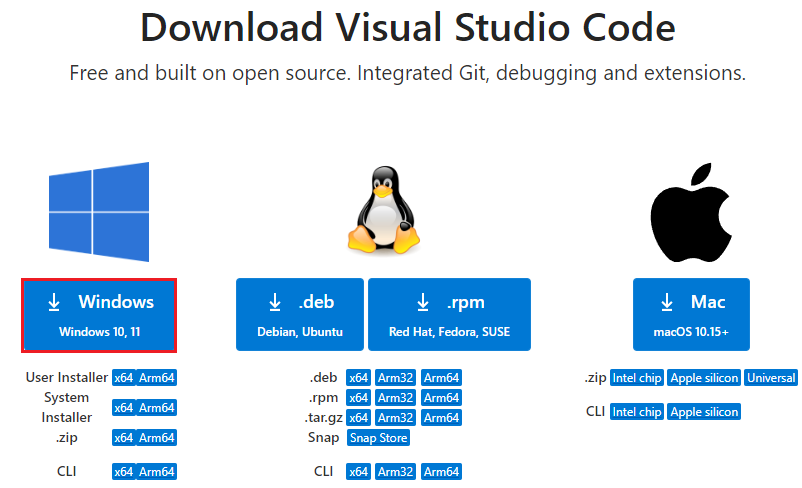 Download Visual Studio Code
Free and built on open source. Integrated Git, debugging and extensions.
Windows
Windows 10, 11
User Installer x64 Arm64
System Installer x64 Arm64
.zip x64 Arm64
CLI x64 Arm64
.deb
Debian, Ubuntu
.rpm
Red Hat, Fedora, SUSE
.deb x64 Arm32 Arm64
.rpm x64 Arm32 Arm64
.tar.gz x64 Arm32 Arm64
Snap Snap Store
CLI x64 Arm32 Arm64
Mac
macOS 10.15+
.zip Intel chip Apple silicon Universal
CLI Intel chip Apple silicon